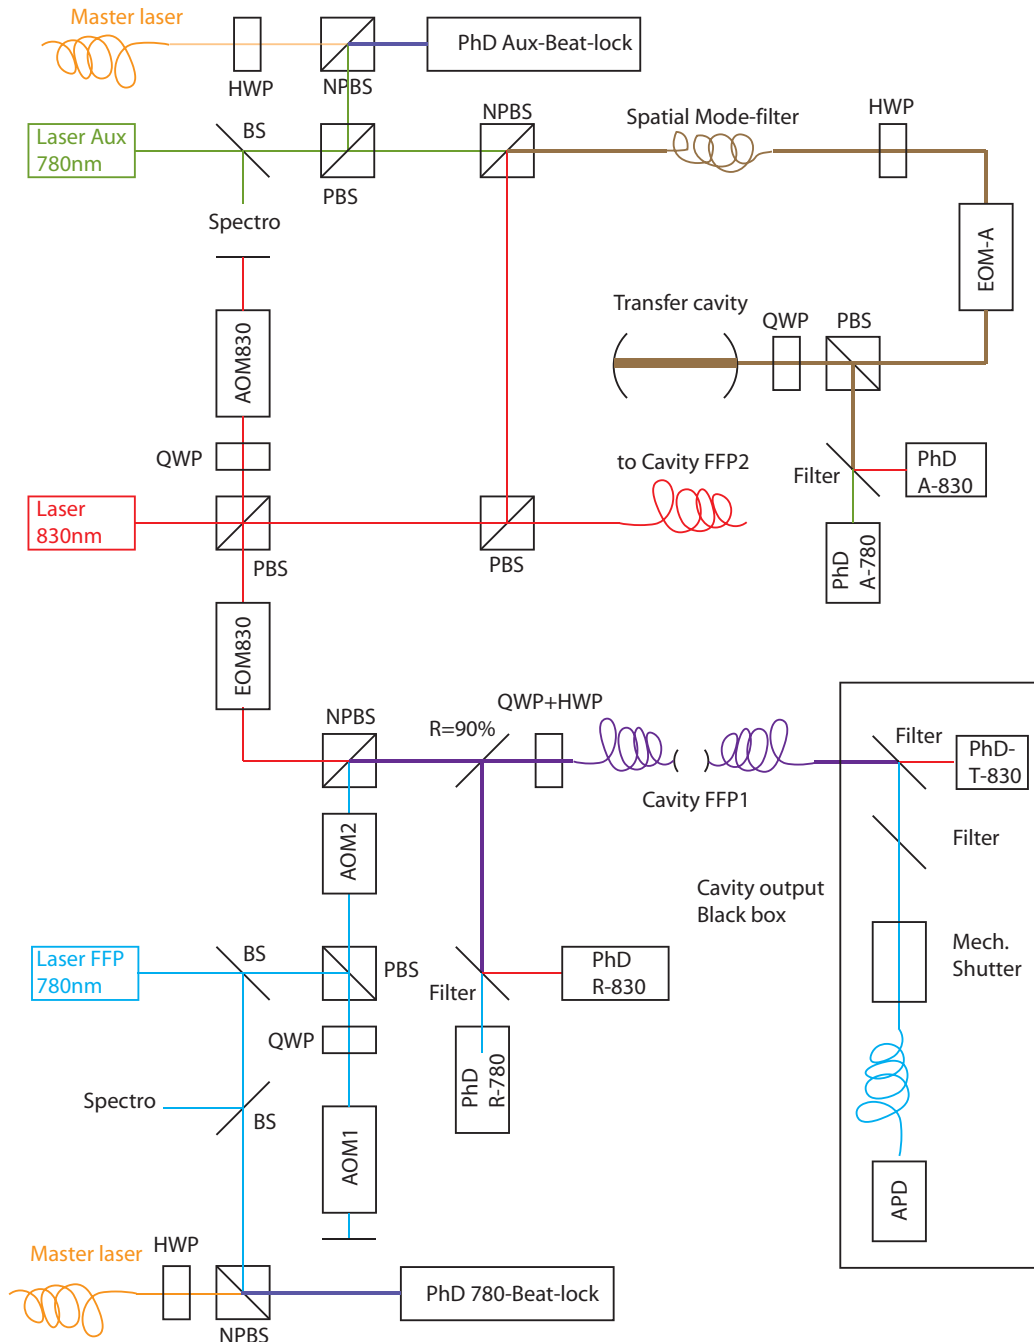 Master laser
PhD Aux-Beat-lock
HWP
NPBS
Laser Aux
780nm
BS
PBS
NPBS
Spatial Mode-filter
HWP
Spectro
EOM-A
AOM830
Transfer cavity
QWP
PBS
QWP
to Cavity FFP2
Filter
PhD
A-830
Laser
830nm
PBS
PBS
PhD
A-780
EOM830
NPBS
R=90%
QWP+HWP
Cavity FFP1
Filter
PhD-
T-830
AOM2
Filter
Cavity output
Black box
Laser FFP
780nm
BS
PBS
Filter
PhD
R-830
Mech.
Shutter
QWP
PhD
R-780
Spectro
BS
AOM1
APD
HWP
Master laser
NPBS
PhD 780-Beat-lock